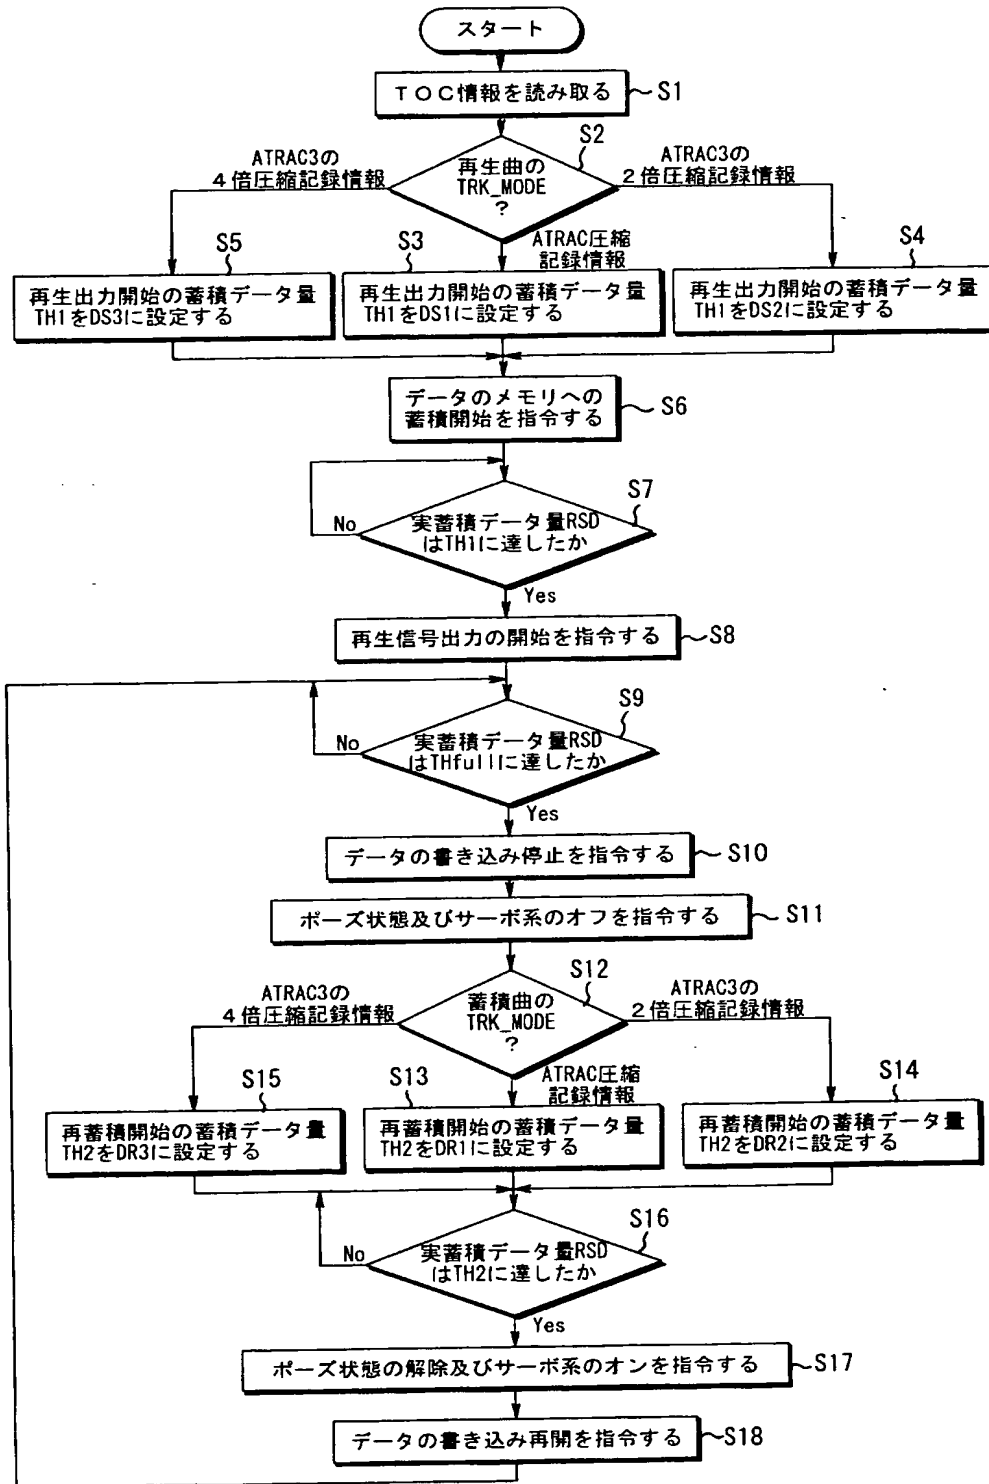 スタート
TOC情報を読み取る
S1
S2
再生曲の
TRK_MODE
?
ATRAC3の
4倍圧縮記録情報
ATRAC3の
2倍圧縮記録情報
ATRAC圧縮
記録情報
S5
再生出力開始の蓄積データ量
TH1をDS3に設定する
S3
再生出力開始の蓄積データ量
TH1をDS1に設定する
S4
再生出力開始の蓄積データ量
TH1をDS2に設定する
データのメモリへの
蓄積開始を指令する
S6
S7
実蓄積データ量RSD
はTH1に達したか
No
Yes
再生信号出力の開始を指令する
S8
S9
実蓄積データ量RSD
はTHfullに達したか
No
Yes
データの書き込み停止を指令する
S10
ポーズ状態及びサーボ系のオフを指令する
S11
S12
蓄積曲の
TRK_MODE
?
ATRAC3の
4倍圧縮記録情報
ATRAC3の
2倍圧縮記録情報
ATRAC圧縮
記録情報
S15
再蓄積開始の蓄積データ量
TH2をDR3に設定する
S13
再蓄積開始の蓄積データ量
TH2をDR1に設定する
S14
再蓄積開始の蓄積データ量
TH2をDR2に設定する
S16
実蓄積データ量RSD
はTH2に達したか
No
Yes
ポーズ状態の解除及びサーボ系のオンを指令する
S17
データの書き込み再開を指令する
S18